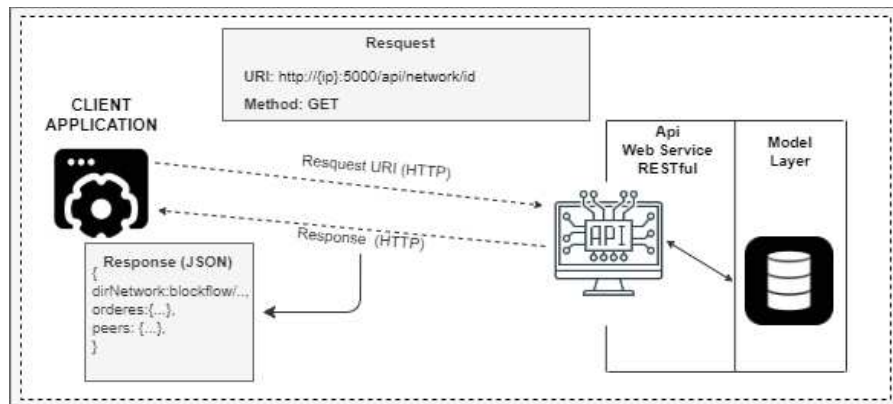 Resquest
URI: http://{ip}:5000/api/network/id
Method: GET
CLIENT
APPLICATION
Api
Web Service
RESTful
Model
Layer
Resquest URI (HTTP)
Response (HTTP)
API
Response (JSON)
{
dirNetwork:blockflow/..,
orderes:{...},
peers: {...},
}